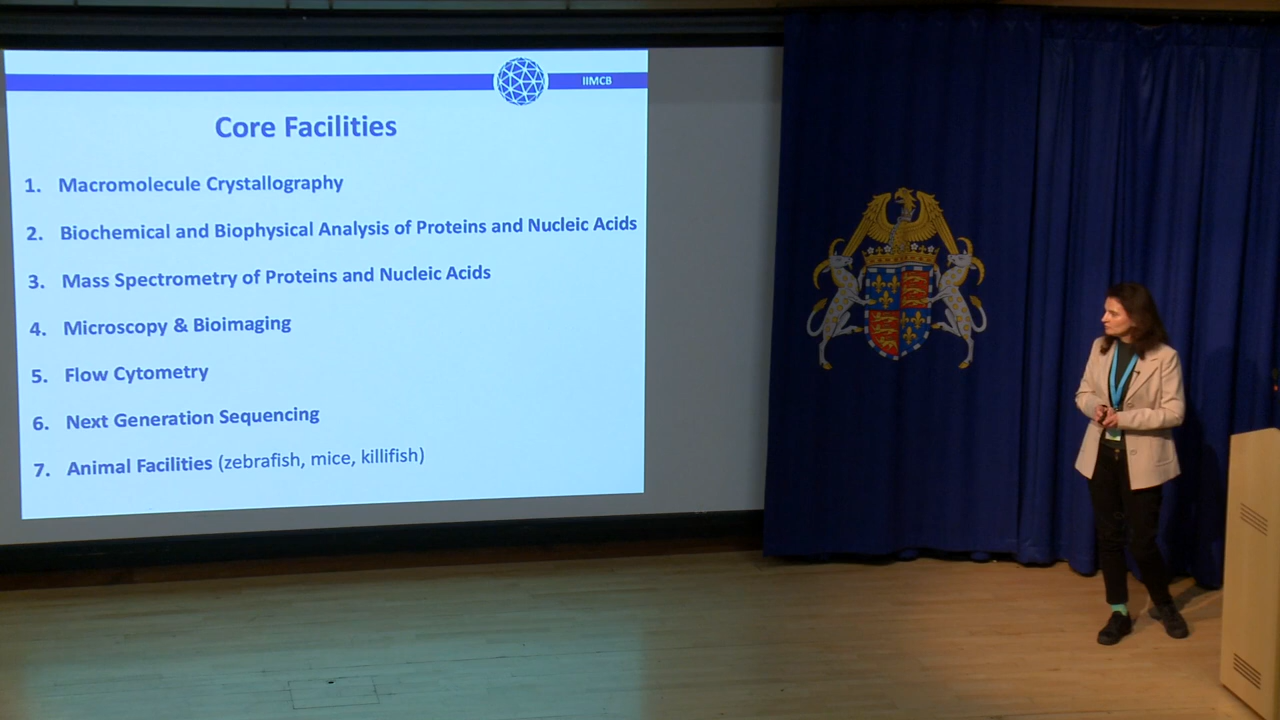 IIMCB
Core Facilities
1. Macromolecule Crystallography
2. Biochemical and Biophysical Analysis of Proteins and Nucleic Acids
3. Mass Spectrometry of Proteins and Nucleic Acids
4. Microscopy & Bioimaging
5. Flow Cytometry
6. Next Generation Sequencing
7. Animal Facilities (zebrafish, mice, killifish)